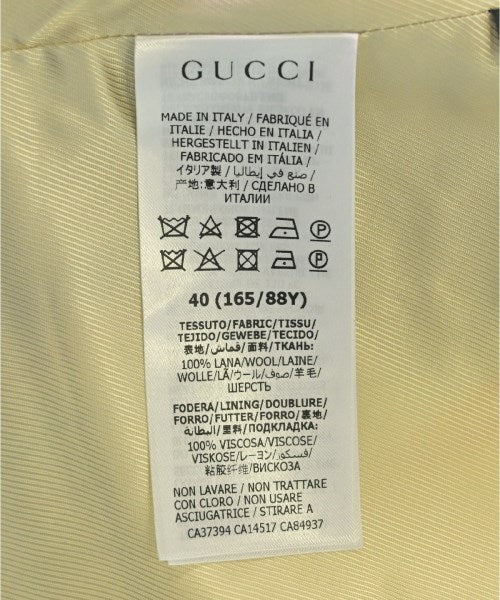 GUCCI
MADE IN ITALY / FABRIQUÉ EN
ITALIE / HECHO EN ITALIA /
HERGESTELLT IN ITALIEN /
FABRICADO EM ITÁLIA /
イタリア製 / صنع في إيطاليا /
产地:意大利 / СДЕЛАНО В
ИТАЛИИ
40 (165/88Y)
TESSUTO/FABRIC/TISSU/
TEJIDO/GEWEBE/TECIDO/
表地/قماش/面料/ТКАНЬ:
100% LANA/WOOL/LAINE/
WOLLE/LÃ/ウール/صوف/羊毛/
ШЕРСТЬ
FODERA/LINING/DOUBLURE/
FORRO/FUTTER/FORRO/裏地/
البطانة/里料/ПОДКЛАДКА:
100% VISCOSA/VISCOSE/
VISKOSE/レーヨン/فسكوز/
粘胶纤维/ВИСКОЗА
NON LAVARE / NON TRATTARE
CON CLORO / NON USARE
ASCIUGATRICE / STIRARE A
CA37394 CA14517 CA84937